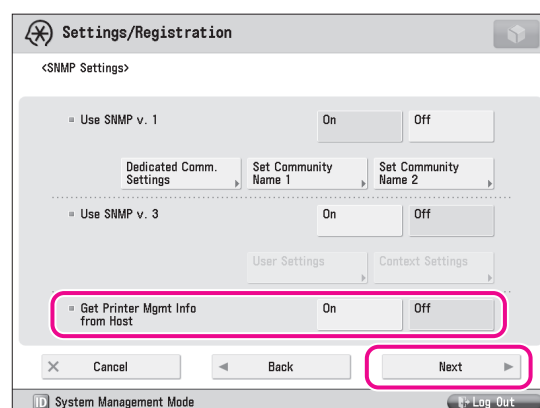 Settings/Registration
<SNMP Settings>
Use SNMP v. 1
On
Off
Dedicated Comm.
Settings
Set Community
Name 1
Set Community
Name 2
Use SNMP v. 3
On
Off
User Settings
Context Settings
Get Printer Mgmt Info
from Host
On
Off
Cancel
Back
Next
ID System Management Mode
Log Out